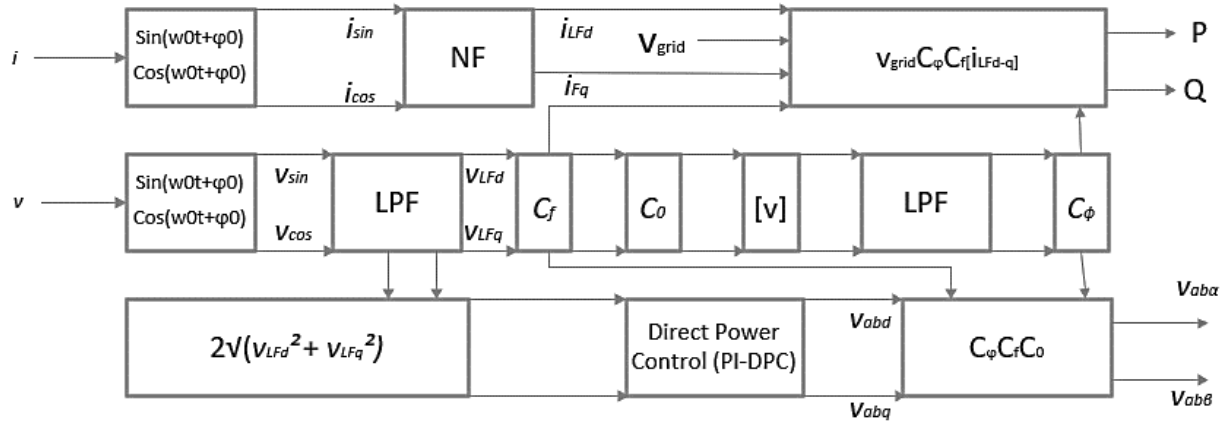 i
Sin(w0t+φ0)
Cos(w0t+φ0)
isin
icos
NF
iLFd
iFq
Vgrid
vgridCφCf[iLFd-q]
P
Q
v
Sin(w0t+φ0)
Cos(w0t+φ0)
vsin
vcos
LPF
vLFd
vLFq
Cf
C0
[v]
LPF
Cϕ
2√(vLFd²+ vLFq²)
Direct Power
Control (PI-DPC)
vabd
vabq
CφCfC0
vabα
vabβ